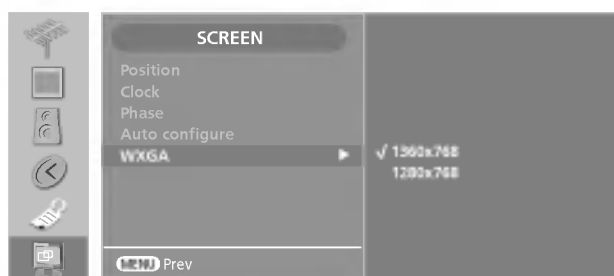 SCREEN
Position
Clock
Phase
Auto configure
WXGA ▶
√ 1360x768
1280x768
MENU Prev